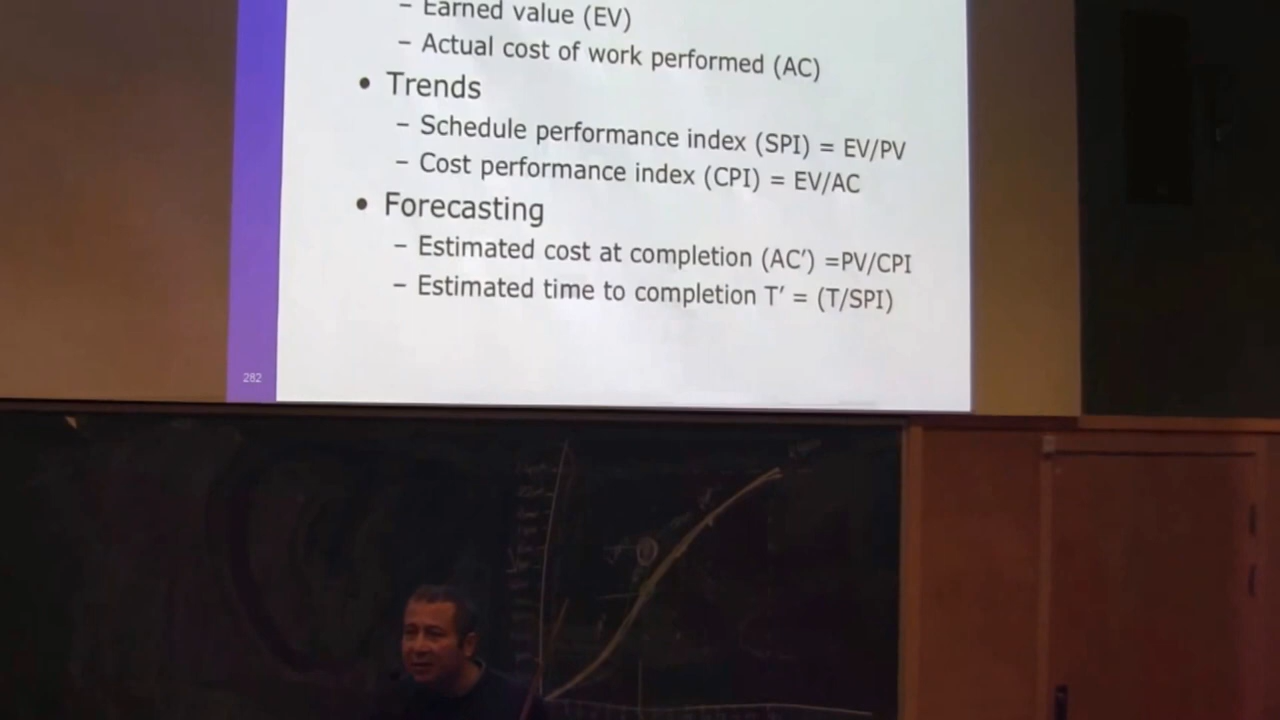 – Earned value (EV)
– Actual cost of work performed (AC)
• Trends
– Schedule performance index (SPI) = EV/PV
– Cost performance index (CPI) = EV/AC
• Forecasting
– Estimated cost at completion (AC’) =PV/CPI
– Estimated time to completion T’ = (T/SPI)
282